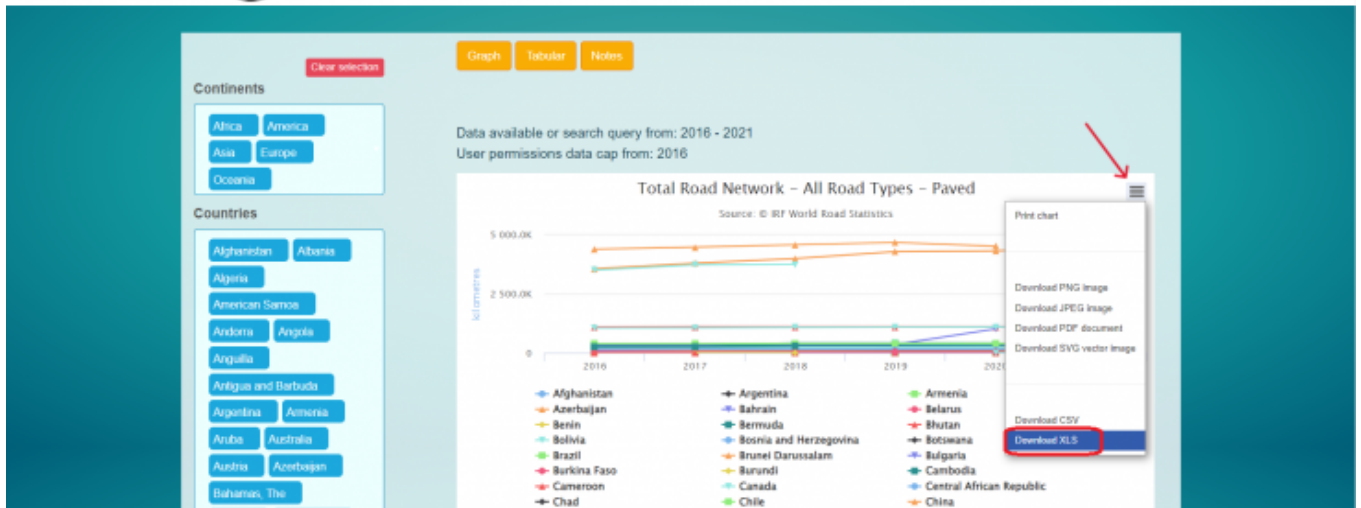 Clear selection
Continents
Africa America
Asia Europe
Oceania
Countries
Afghanistan Albania
Algeria
American Samoa
Andorra Angola
Anguilla
Antigua and Barbuda
Argentina Armenia
Aruba Australia
Austria Azerbaijan
Bahamas, The
Graph Tabular Notes
Data available or search query from: 2016 - 2021
User permissions data cap from: 2016
Total Road Network – All Road Types – Paved
Source: © IRF World Road Statistics
kilometres
5 000.0K
2 500.0K
0
2016 2017 2018 2019
Afghanistan Argentina Armenia
Azerbaijan Bahrain Belarus
Benin Bermuda Bhutan
Bolivia Bosnia and Herzegovina Botswana
Brazil Brunei Darussalam Bulgaria
Burkina Faso Burundi Cambodia
Cameroon Canada Central African Republic
Chad Chile China
Print chart
Download PNG image
Download JPEG image
Download PDF document
Download SVG vector image
Download CSV
Download XLS